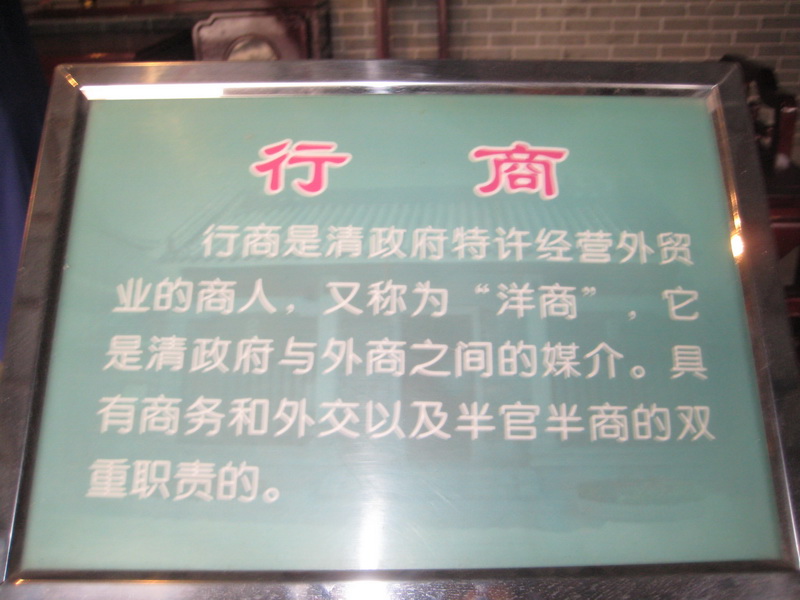 行 商
行商是清政府特许经营外贸
业的商人，又称为“洋商”，它
是清政府与外商之间的媒介。具
有商务和外交以及半官半商的双
重职责的。